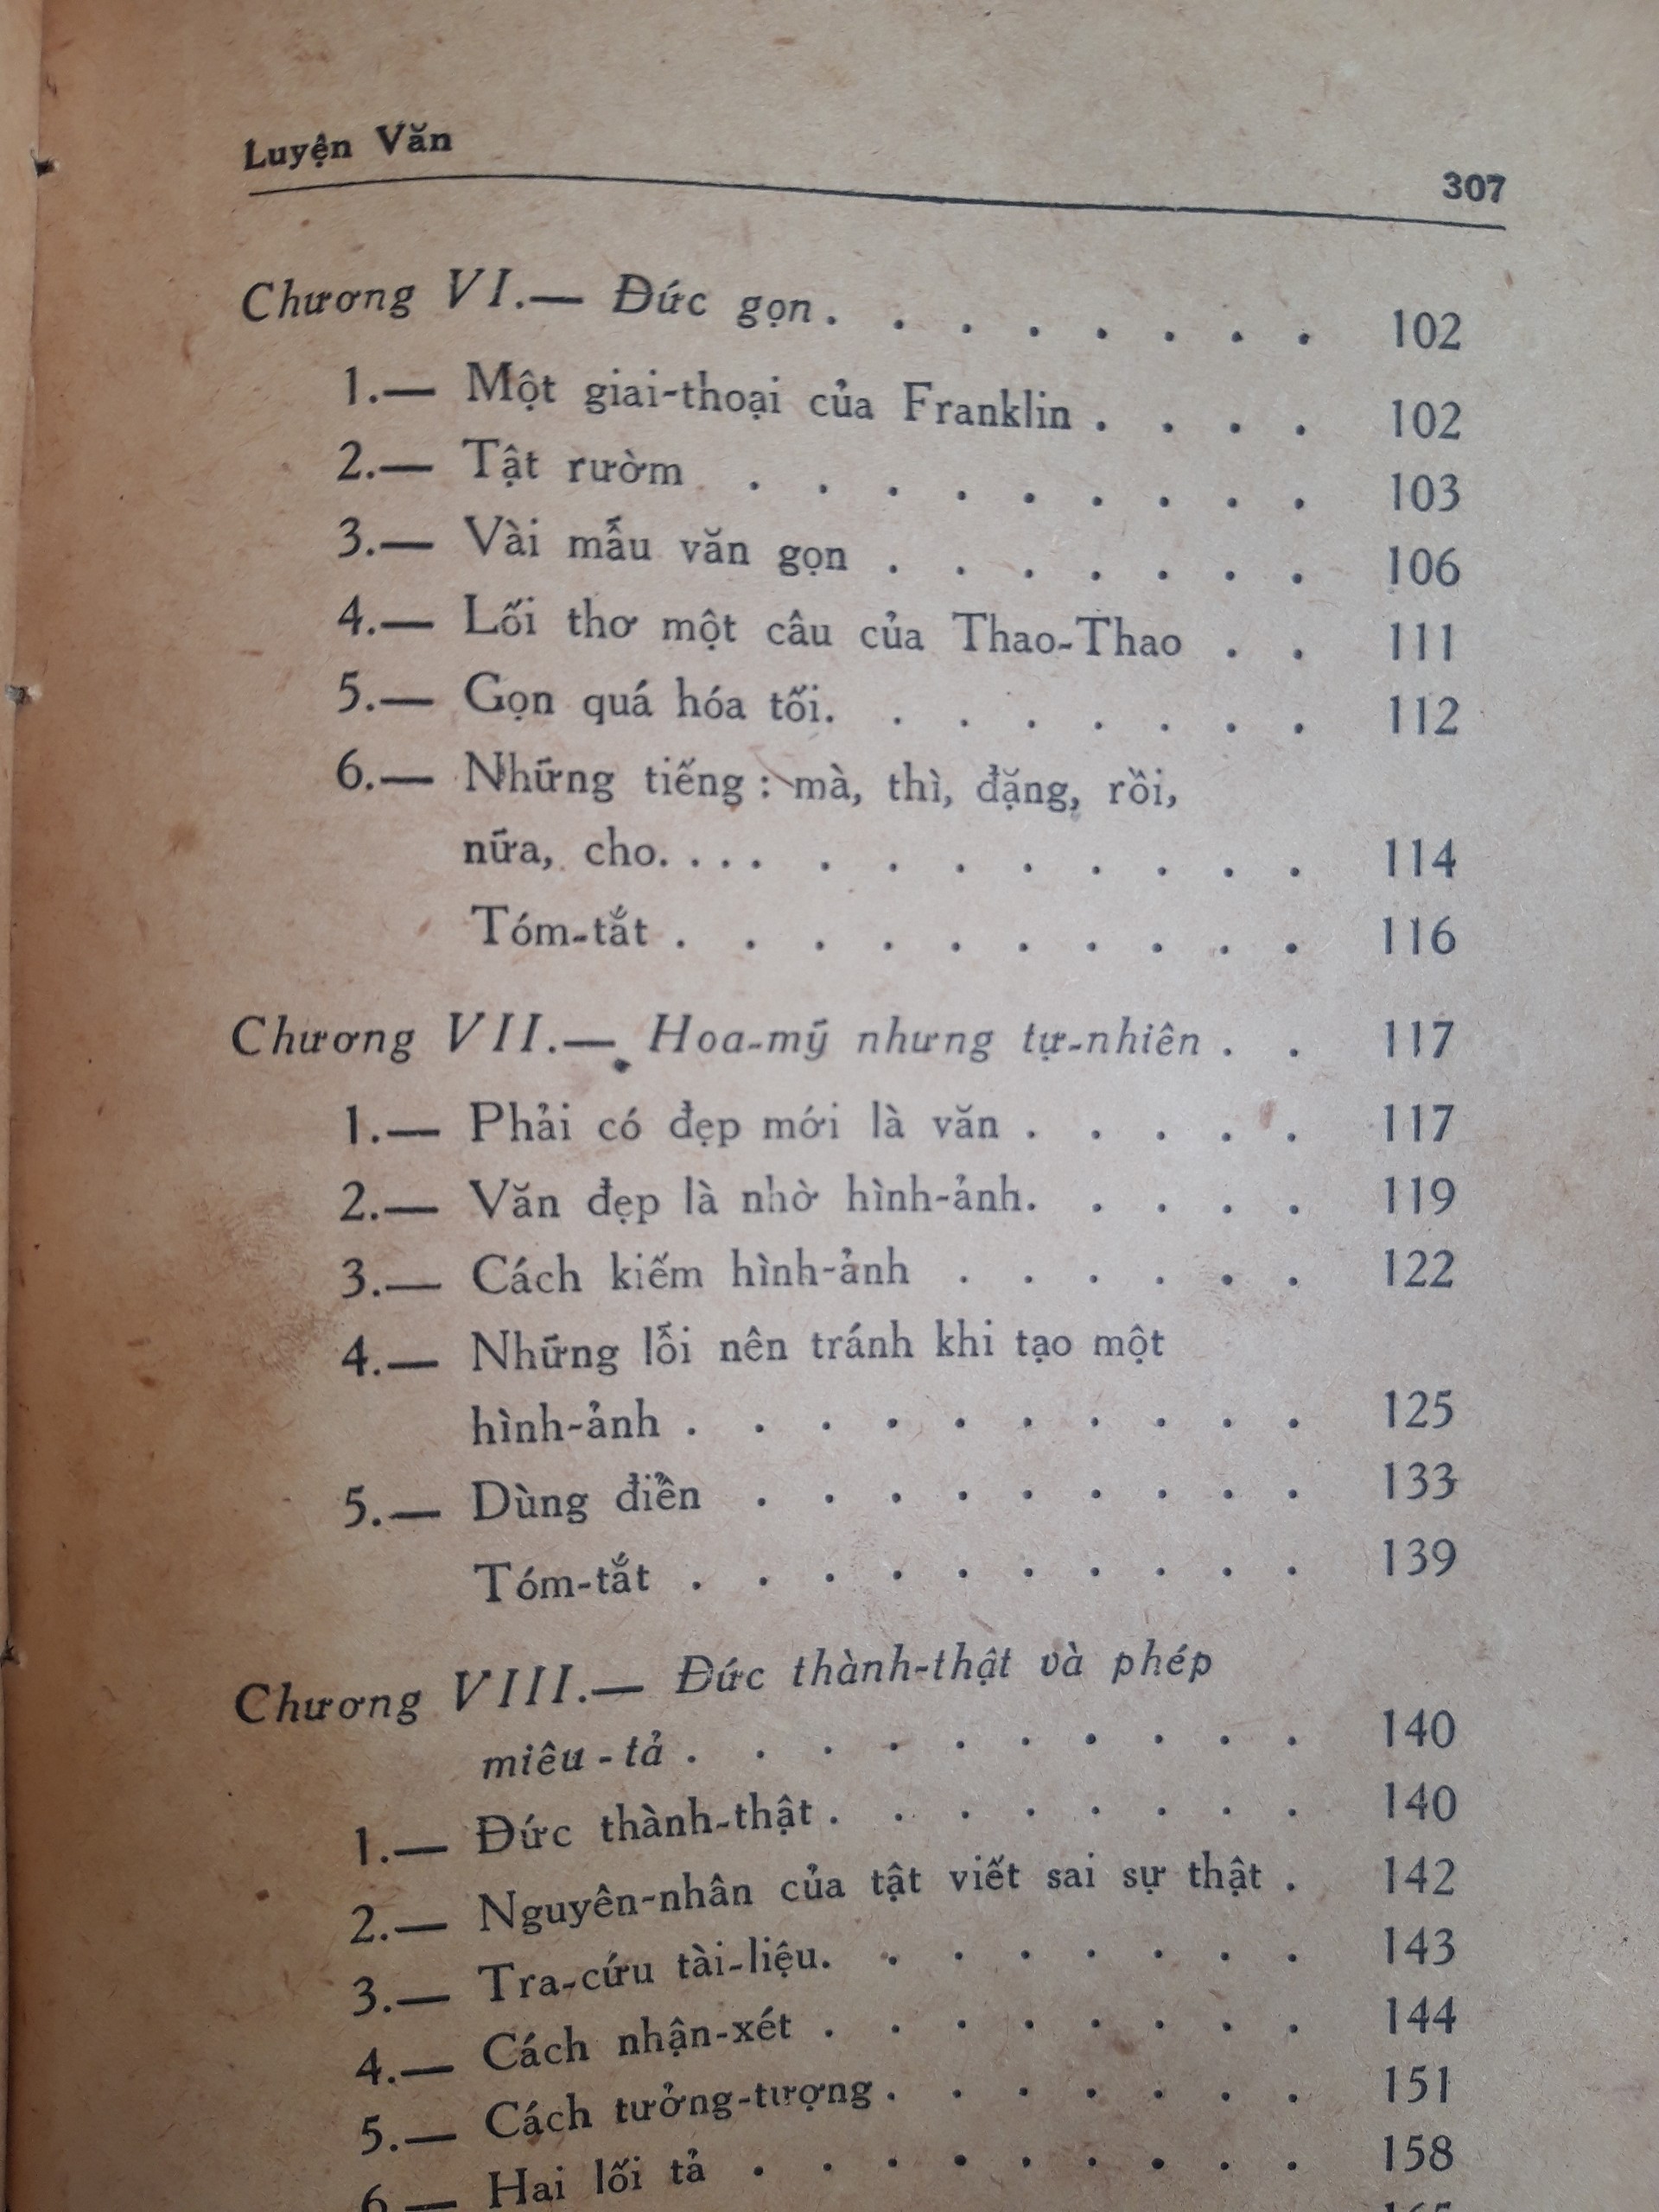 Luyện Văn
307
Chương VI.— Đức gọn. . . . . . . . 102
1.— Một giai-thoại của Franklin . . . . 102
2.— Tật rườm . . . . . . . . . 103
3.— Vài mẫu văn gọn . . . . . . . 106
4.— Lối thơ một câu của Thao-Thao . . 111
5.— Gọn quá hóa tối. . . . . . . . 112
6.— Những tiếng : mà, thì, đặng, rồi,
nữa, cho. . . . . . . . . . . . 114
Tóm-tắt . . . . . . . . . . 116
Chương VII.— Hoa-mỹ nhưng tự-nhiên . . 117
1.— Phải có đẹp mới là văn . . . . . 117
2.— Văn đẹp là nhờ hình-ảnh. . . . . 119
3.— Cách kiếm hình-ảnh . . . . . . 122
4.— Những lỗi nên tránh khi tạo một
hình-ảnh . . . . . . . . . . 125
5.— Dùng điển . . . . . . . . . 133
Tóm-tắt . . . . . . . . . . 139
Chương VIII.— Đức thành-thật và phép
miêu - tả . . . . . . . . . . 140
1.— Đức thành-thật . . . . . . . . 140
2.— Nguyên-nhân của tật viết sai sự thật . 142
3.— Tra-cứu tài-liệu. . . . . . . . 143
4.— Cách nhận-xét . . . . . . . . 144
5.— Cách tưởng-tượng . . . . . . . 151
6.— Hai lối tả . . . . . . . . . 158